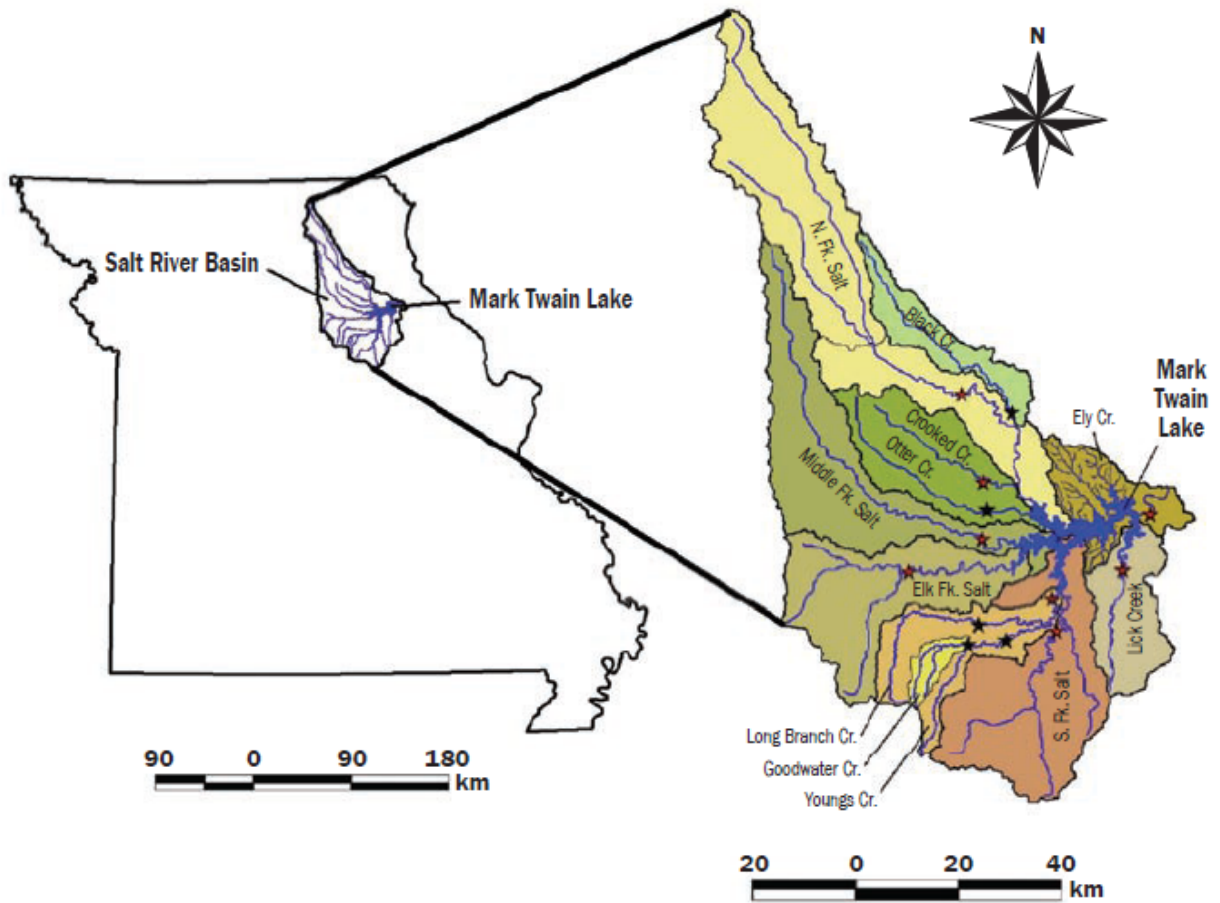 N
Salt River Basin
Mark Twain Lake
N. Fk. Salt
Black Cr.
Mark
Twain
Lake
Ely Cr.
Crooked Cr.
Otter Cr.
Middle Fk. Salt
Elk Fk. Salt
Lick Creek
S. Fk. Salt
Long Branch Cr.
Goodwater Cr.
Youngs Cr.
90 0 90 180
km
20 0 20 40
km